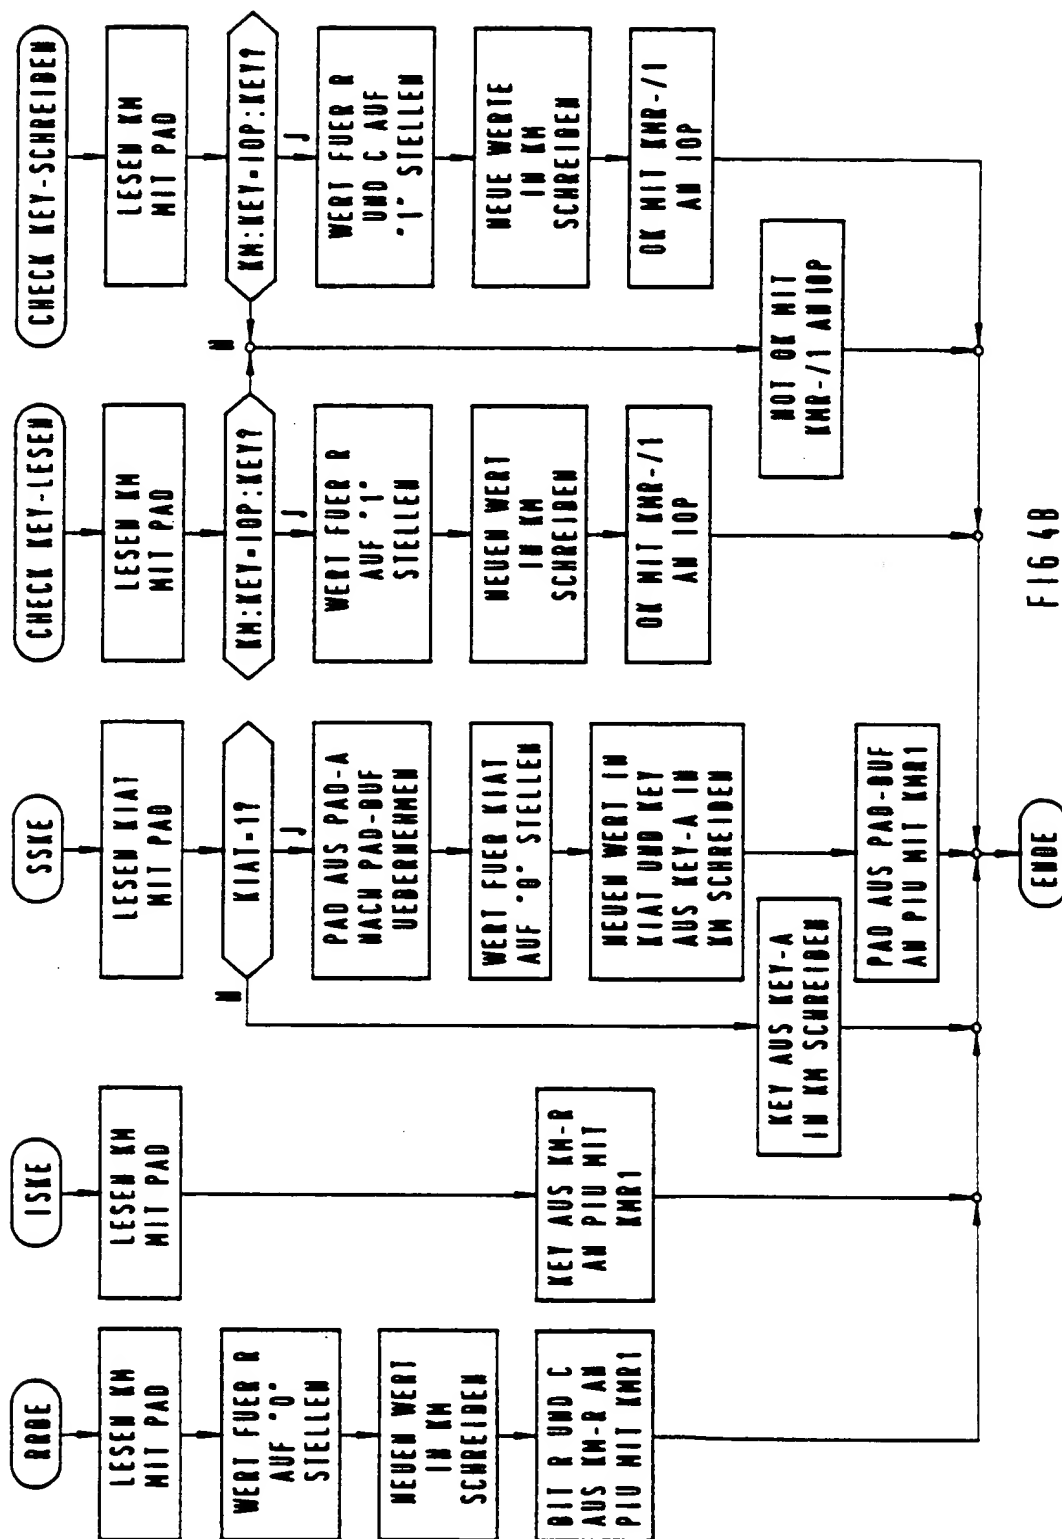 RRBE
LESEN KM
MIT PAD
WERT FUER R
AUF "0"
STELLEN
NEUEN WERT
IN KM
SCHREIBEN
BIT R UND C
AUS KM-R AN
PIU MIT KMR1
ISKE
LESEN KM
MIT PAD
KEY AUS KM-R
AN PIU MIT
KMR1
SSKE
LESEN KIAT
MIT PAD
KIAT=1?
N
J
PAD AUS PAD-A
NACH PAD-BUF
UEBERNEHMEN
WERT FUER KIAT
AUF "0" STELLEN
NEUEN WERT IN
KIAT UND KEY
AUS KEY-A IN
KM SCHREIBEN
KEY AUS KEY-A
IN KM SCHREIBEN
PAD AUS PAD-BUF
AN PIU MIT KMR1
CHECK KEY-LESEN
LESEN KM
MIT PAD
KM:KEY=IOP:KEY?
N
J
WERT FUER R
AUF "1"
STELLEN
NEUEN WERT
IN KM
SCHREIBEN
OK MIT KMR-/1
AN IOP
NOT OK MIT
KMR-/1 AN IOP
CHECK KEY-SCHREIBEN
LESEN KM
MIT PAD
KM:KEY=IOP:KEY?
J
WERT FUER R
UND C AUF
"1" STELLEN
NEUE WERTE
IN KM
SCHREIBEN
OK MIT KMR-/1
AN IOP
ENDE
FIG 4B